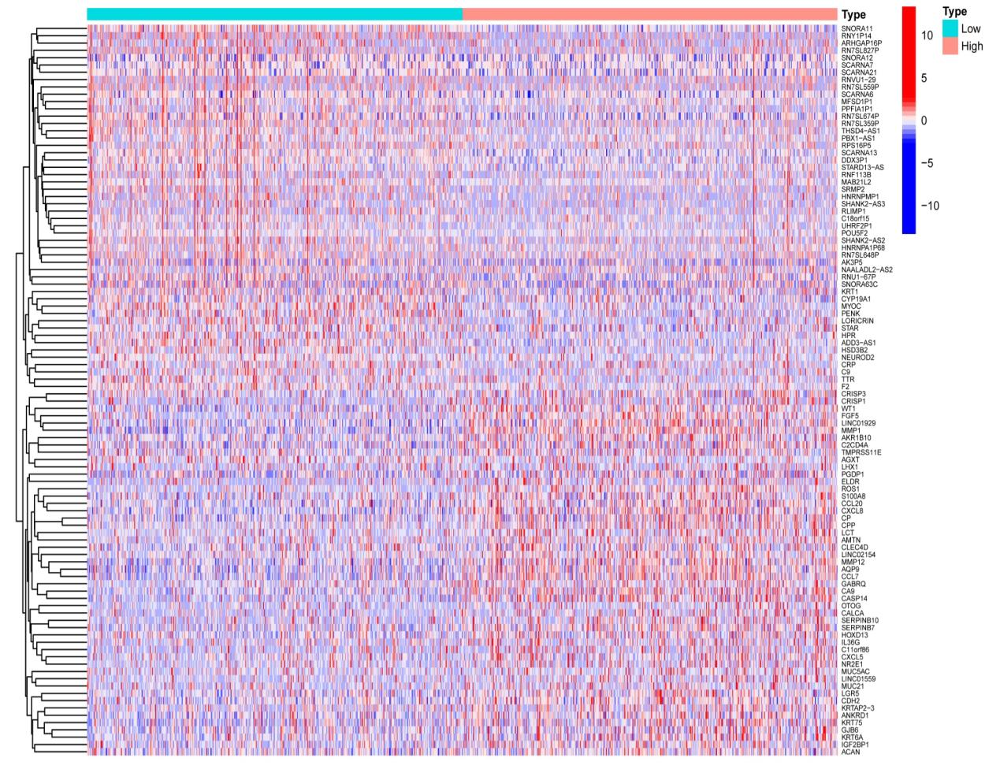 Type
SNORA11
RNY1P14
ARHGAP16P
RN7SL827P
SNORA12
SCARNA7
SCARNA21
RNVU1−29
RN7SL559P
SCARNA6
MFSD1P1
PPFIA1P1
RN7SL674P
RN7SL359P
THSD4−AS1
PBX1−AS1
RPS16P5
SCARNA13
DDX3P1
STARD13−AS
RNF113B
MAB21L2
SRMP2
HNRNPMP1
SHANK2−AS3
RLIMP1
C18orf15
UHRF2P1
POU5F2
SHANK2−AS2
HNRNPA1P68
RN7SL648P
AK3P5
NAALADL2−AS2
RNU1−67P
SNORA63C
KRT1
CYP19A1
MYOC
PENK
LORICRIN
STAR
HPR
ADD3−AS1
HSD3B2
NEUROD2
CRP
C9
TTR
F2
CRISP3
CRISP1
WT1
FGF5
LINC01929
MMP1
AKR1B10
C2CD4A
TMPRSS11E
AGXT
LHX1
PGDP1
ELDR
ROS1
S100A8
CCL20
CXCL8
CP
CPP
LCT
AMTN
CLEC4D
LINC02154
MMP12
AQP9
CCL7
GABRQ
CA9
CASP14
OTOG
CALCA
SERPINB10
SERPINB7
HOXD13
IL36G
C11orf86
CXCL5
NR2E1
MUC5AC
LINC01559
MUC21
LGR5
CDH2
KRTAP2−3
ANKRD1
KRT75
GJB6
KRT6A
IGF2BP1
ACAN
10
5
0
−5
−10
Type
Low
High